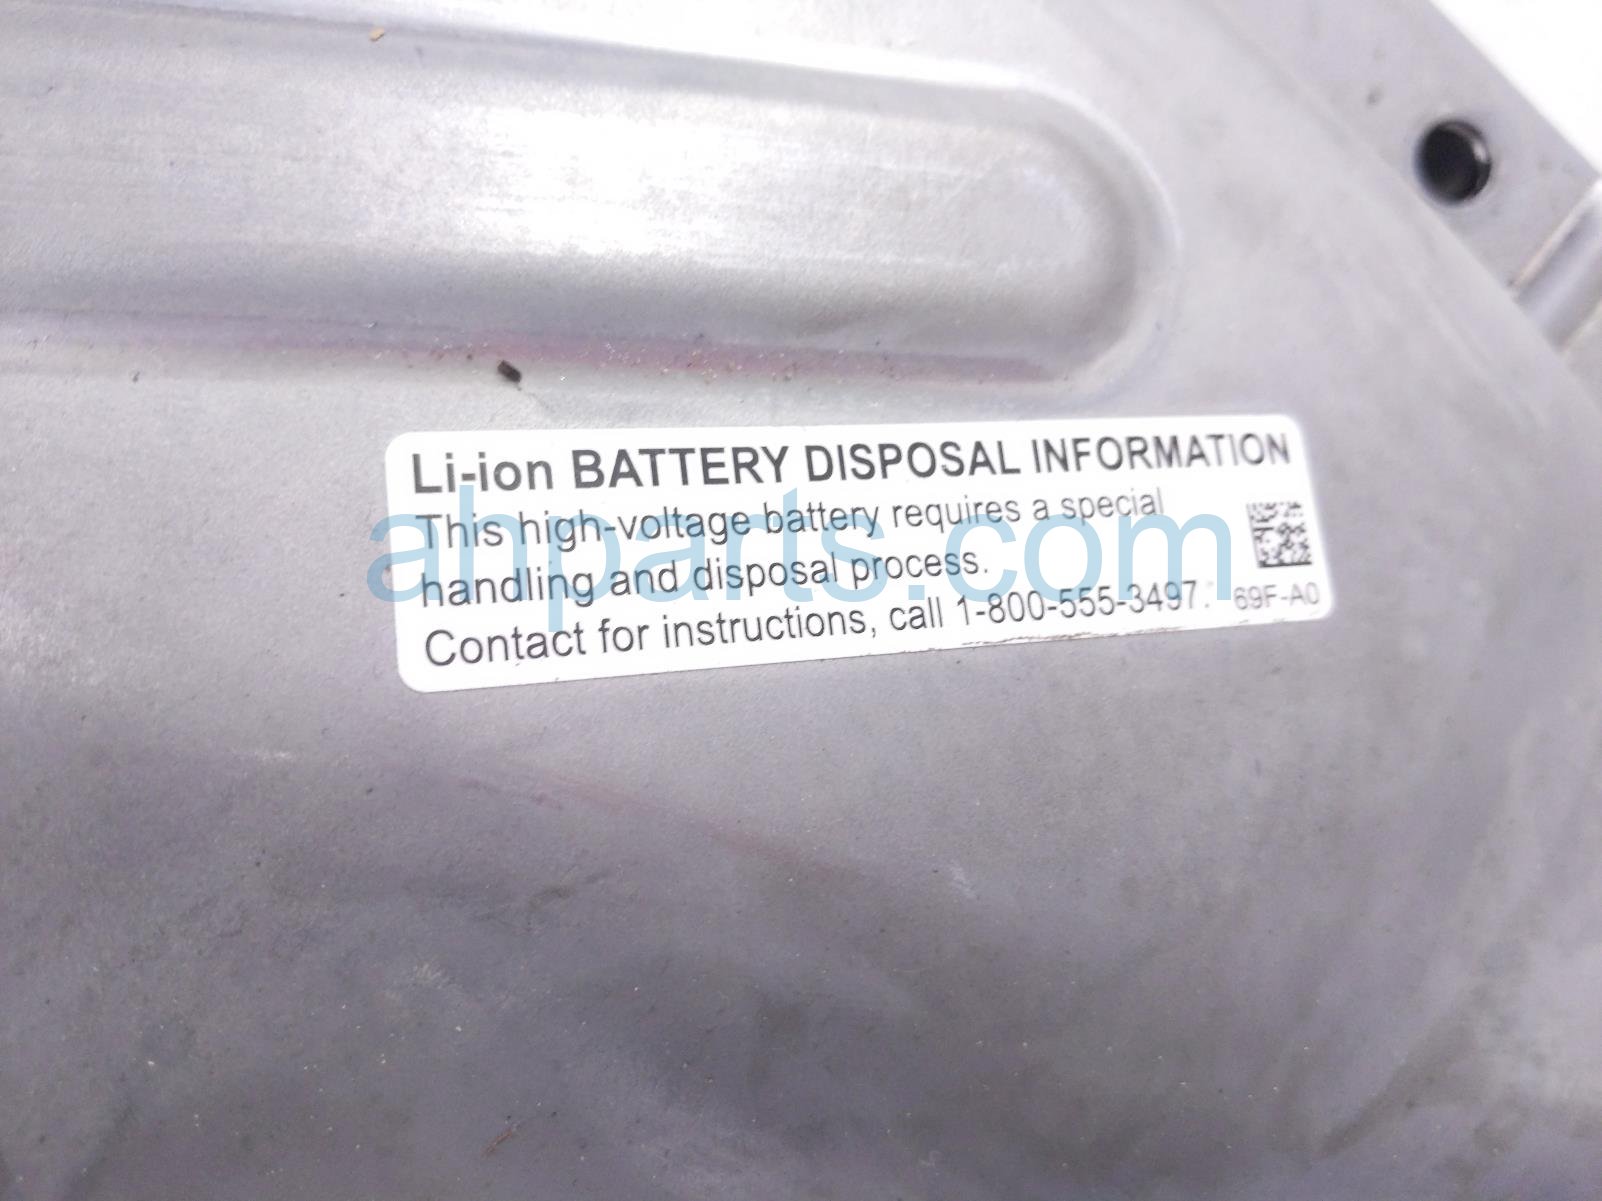 Li-ion BATTERY DISPOSAL INFORMATION
This high-voltage battery requires a special
handling and disposal process.
Contact for instructions, call 1-800-555-3497.
69F-A0
ahparts.com